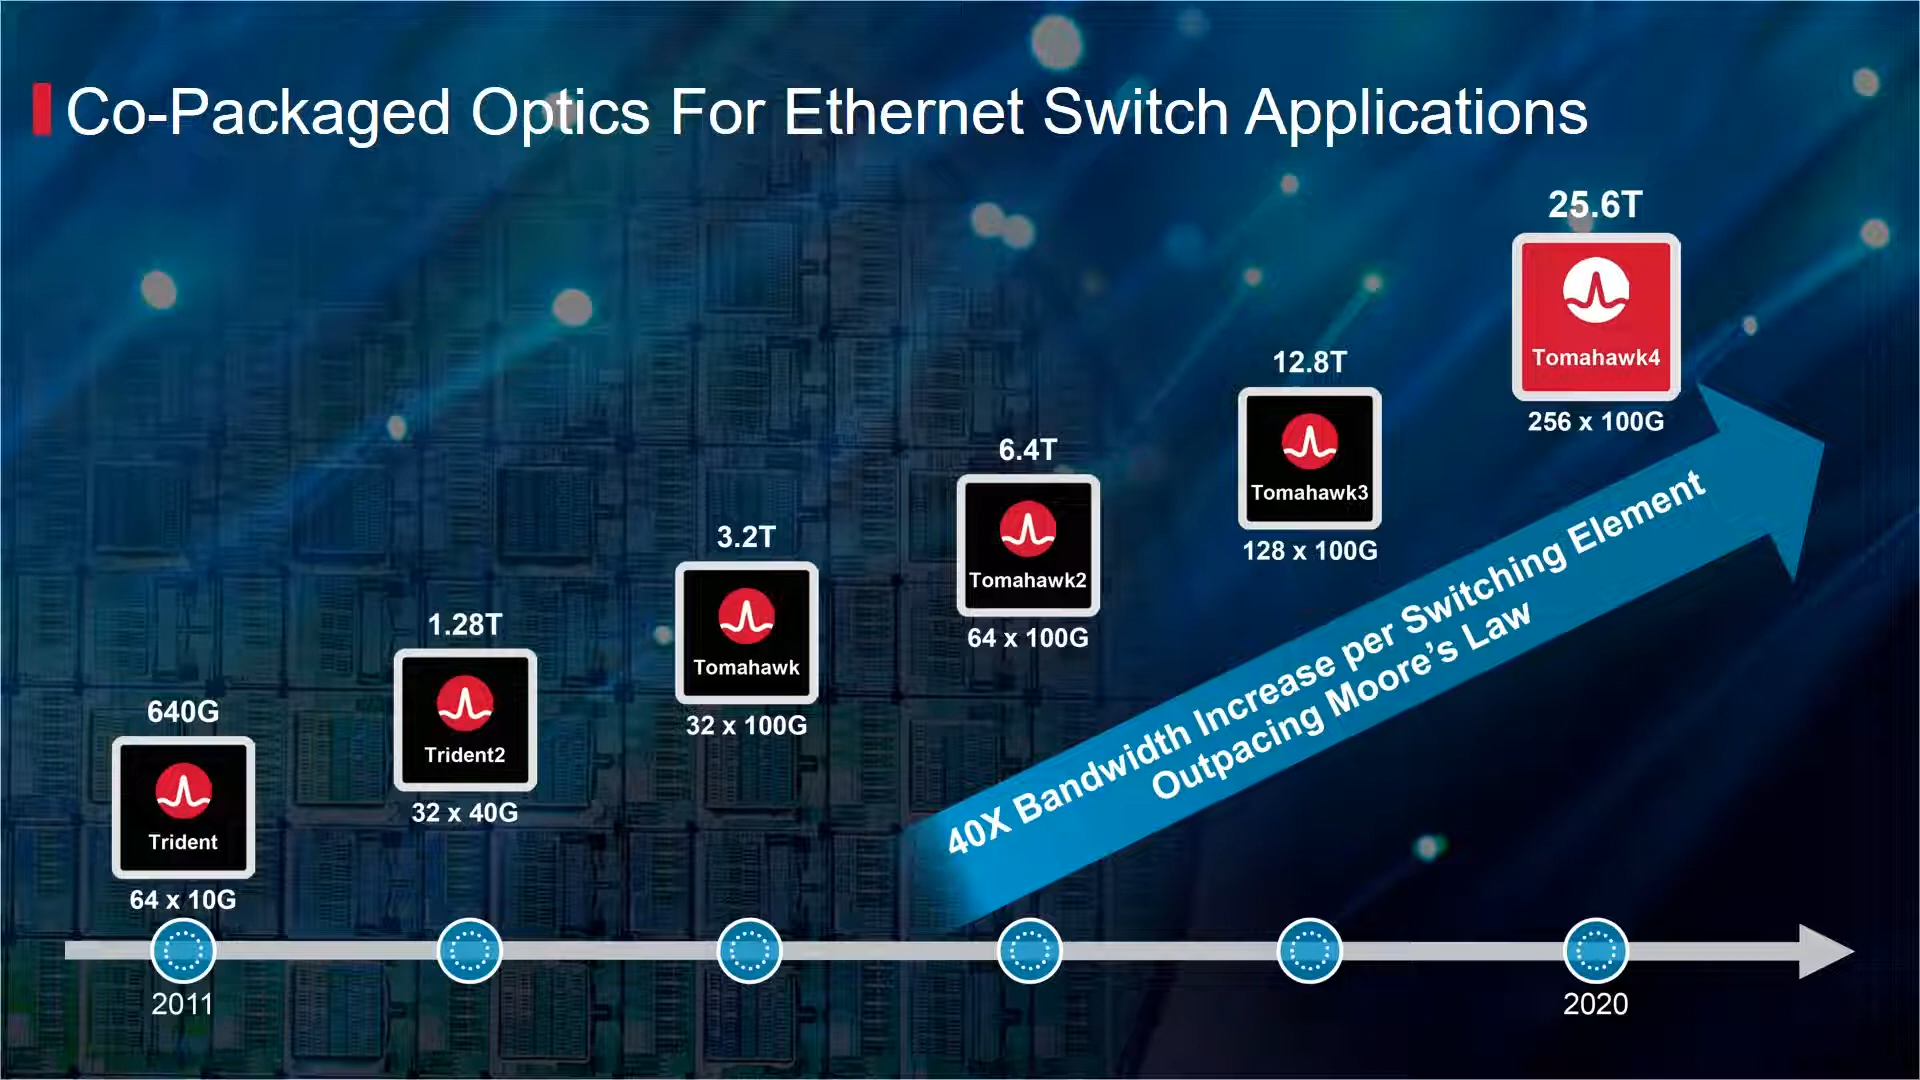 Co-Packaged Optics For Ethernet Switch Applications
640G
Trident
64 x 10G
1.28T
Trident2
32 x 40G
3.2T
Tomahawk
32 x 100G
6.4T
Tomahawk2
64 x 100G
12.8T
Tomahawk3
128 x 100G
25.6T
Tomahawk4
256 x 100G
40X Bandwidth Increase per Switching Element
Outpacing Moore’s Law
2011
2020